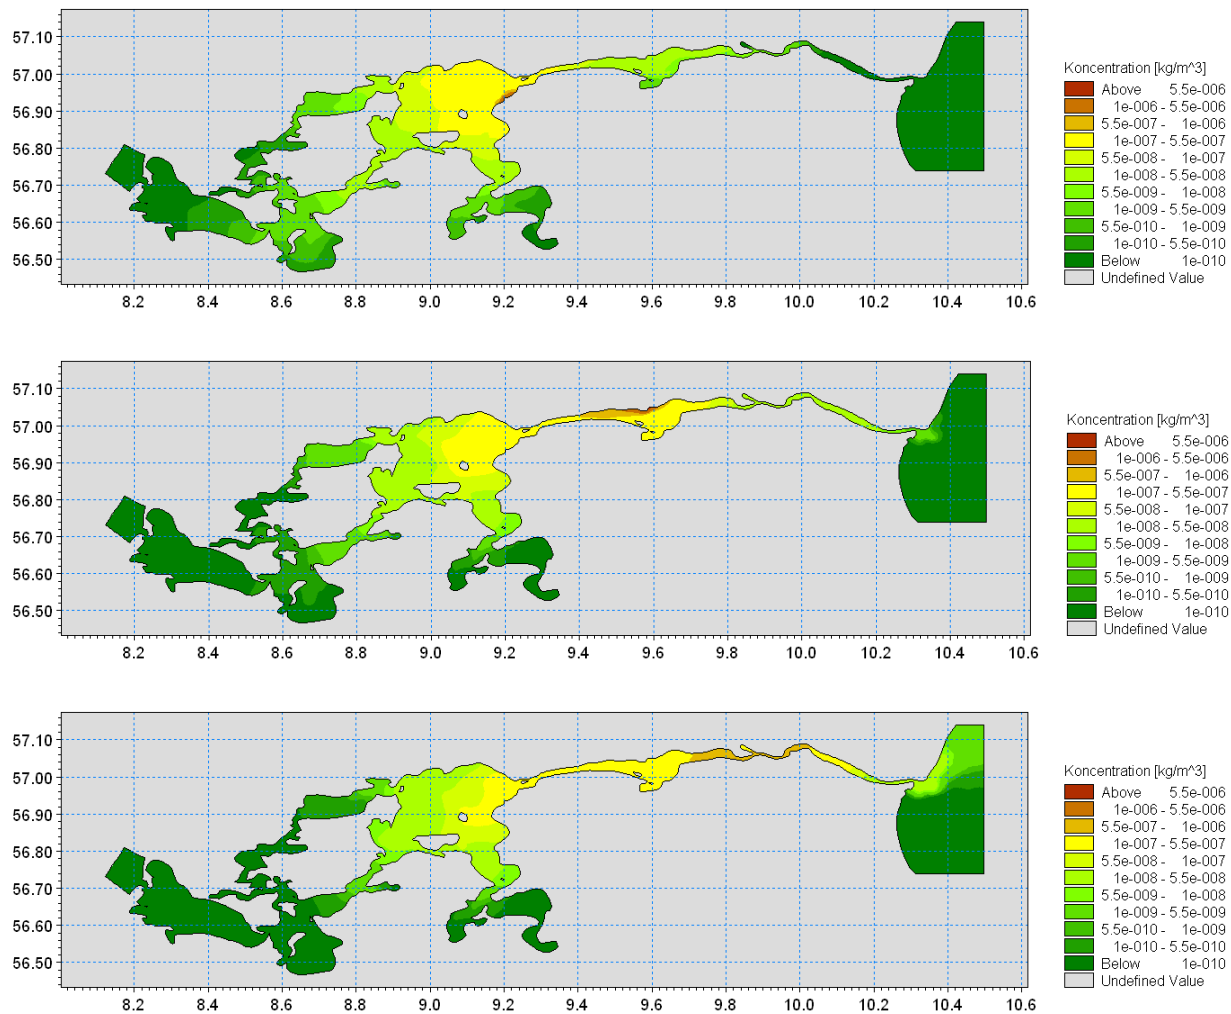 57.10
57.00
56.90
56.80
56.70
56.60
56.50
8.2 8.4 8.6 8.8 9.0 9.2 9.4 9.6 9.8 10.0 10.2 10.4 10.6
Koncentration [kg/m^3]
Above 5.5e-006
1e-006 - 5.5e-006
5.5e-007 - 1e-006
1e-007 - 5.5e-007
5.5e-008 - 1e-007
1e-008 - 5.5e-008
5.5e-009 - 1e-008
1e-009 - 5.5e-009
5.5e-010 - 1e-009
1e-010 - 5.5e-010
Below 1e-010
Undefined Value
57.10
57.00
56.90
56.80
56.70
56.60
56.50
8.2 8.4 8.6 8.8 9.0 9.2 9.4 9.6 9.8 10.0 10.2 10.4 10.6
Koncentration [kg/m^3]
Above 5.5e-006
1e-006 - 5.5e-006
5.5e-007 - 1e-006
1e-007 - 5.5e-007
5.5e-008 - 1e-007
1e-008 - 5.5e-008
5.5e-009 - 1e-008
1e-009 - 5.5e-009
5.5e-010 - 1e-009
1e-010 - 5.5e-010
Below 1e-010
Undefined Value
57.10
57.00
56.90
56.80
56.70
56.60
56.50
8.2 8.4 8.6 8.8 9.0 9.2 9.4 9.6 9.8 10.0 10.2 10.4 10.6
Koncentration [kg/m^3]
Above 5.5e-006
1e-006 - 5.5e-006
5.5e-007 - 1e-006
1e-007 - 5.5e-007
5.5e-008 - 1e-007
1e-008 - 5.5e-008
5.5e-009 - 1e-008
1e-009 - 5.5e-009
5.5e-010 - 1e-009
1e-010 - 5.5e-010
Below 1e-010
Undefined Value